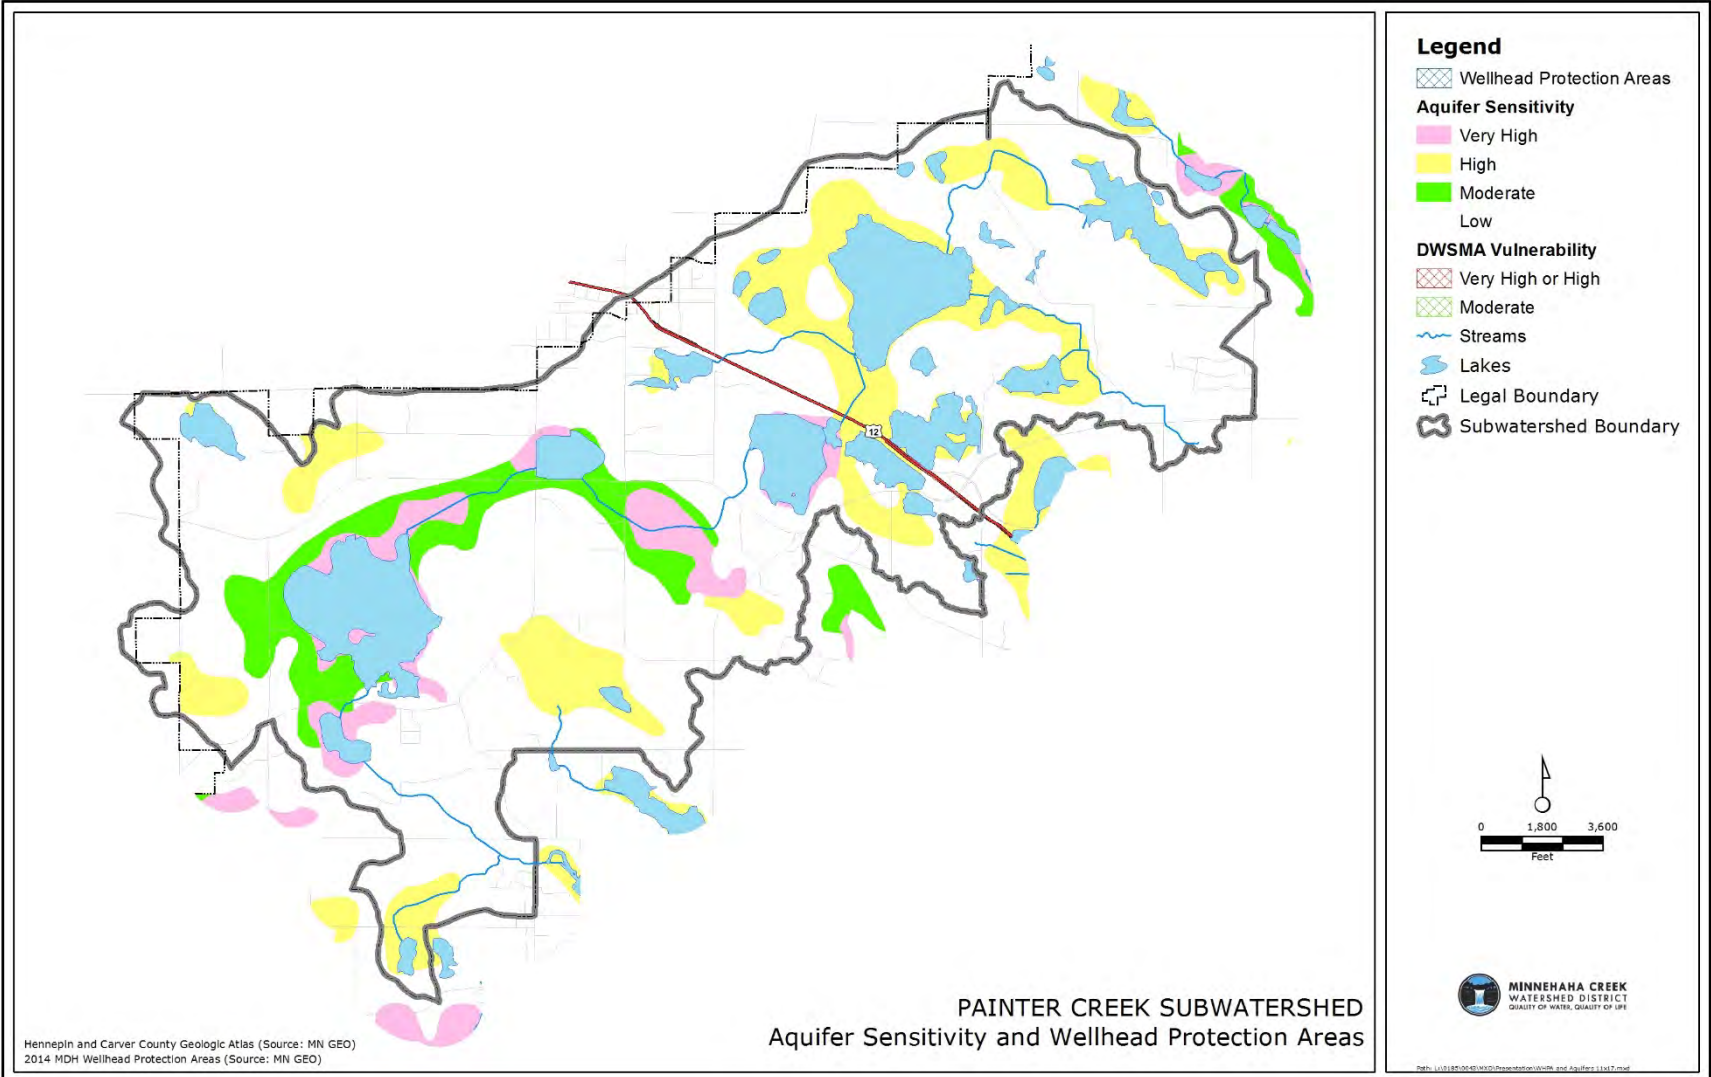 Legend
Wellhead Protection Areas
Aquifer Sensitivity
Very High
High
Moderate
Low
DWSMA Vulnerability
Very High or High
Moderate
Streams
Lakes
Legal Boundary
Subwatershed Boundary
12
0 1,800 3,600
Feet
MINNEHAHA CREEK
WATERSHED DISTRICT
QUALITY OF WATER, QUALITY OF LIFE
PAINTER CREEK SUBWATERSHED
Aquifer Sensitivity and Wellhead Protection Areas
Hennepin and Carver County Geologic Atlas (Source: MN GEO)
2014 MDH Wellhead Protection Areas (Source: MN GEO)